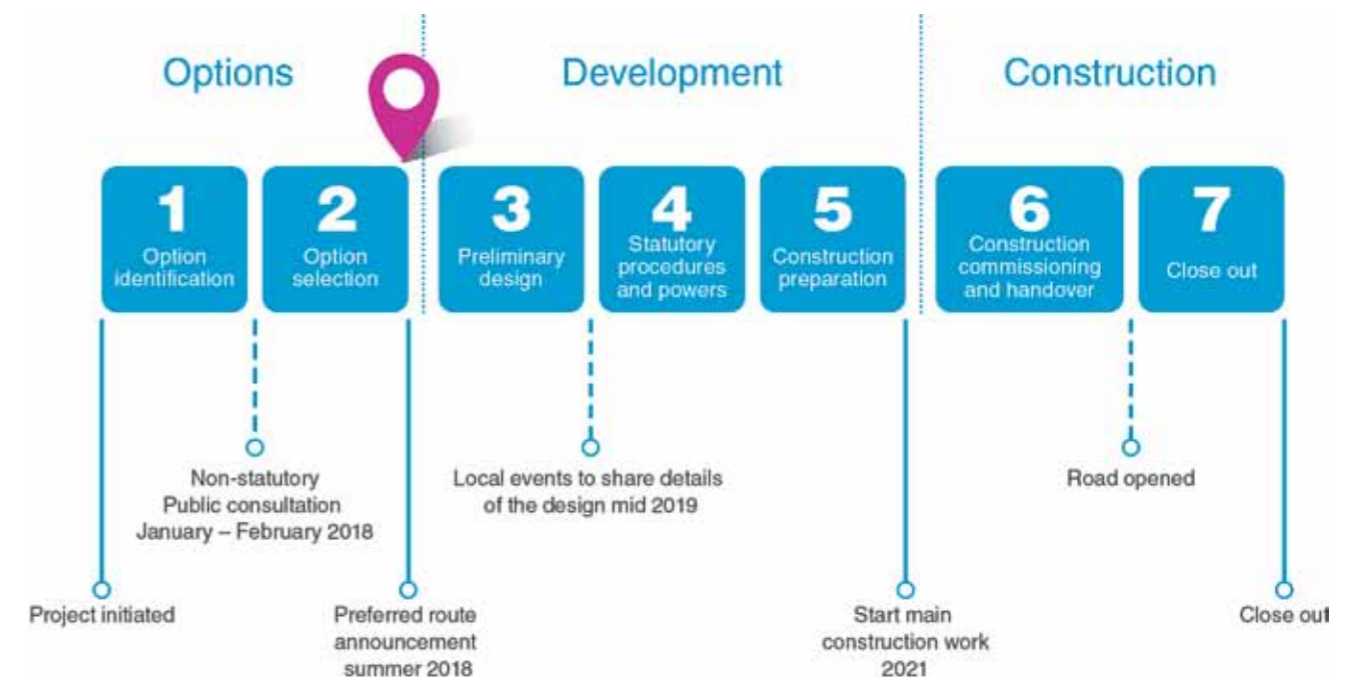 Options
Development
Construction
1
Option
identification
2
Option
selection
3
Preliminary
design
4
Statutory
procedures
and powers
5
Construction
preparation
6
Construction
commissioning
and handover
7
Close out
Non-statutory
Public consultation
January – February 2018
Local events to share details
of the design mid 2019
Road opened
Project initiated
Preferred route
announcement
summer 2018
Start main
construction work
2021
Close out